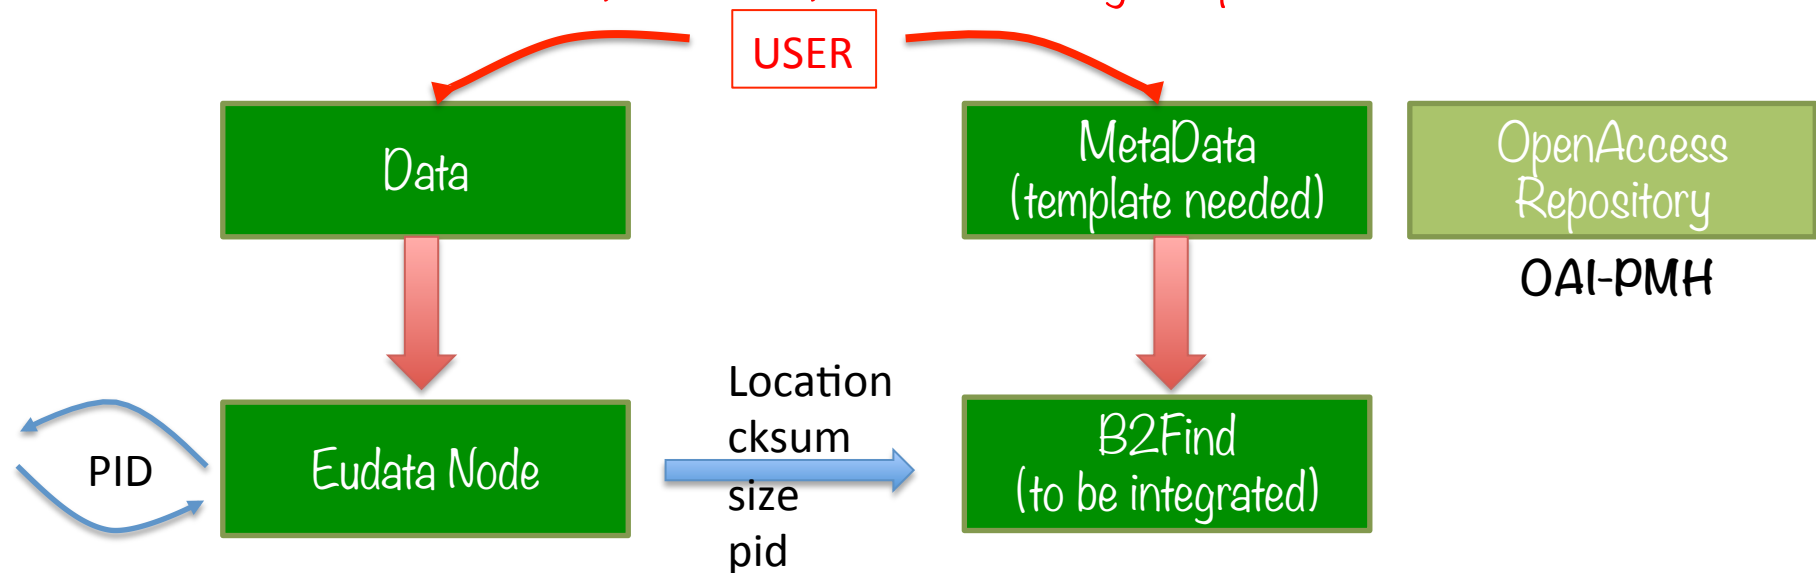 USER
Data
MetaData
(template needed)
OpenAccess
Repository
OAI-PMH
PID
Eudata Node
Location
cksum
size
pid
B2Find
(to be integrated)